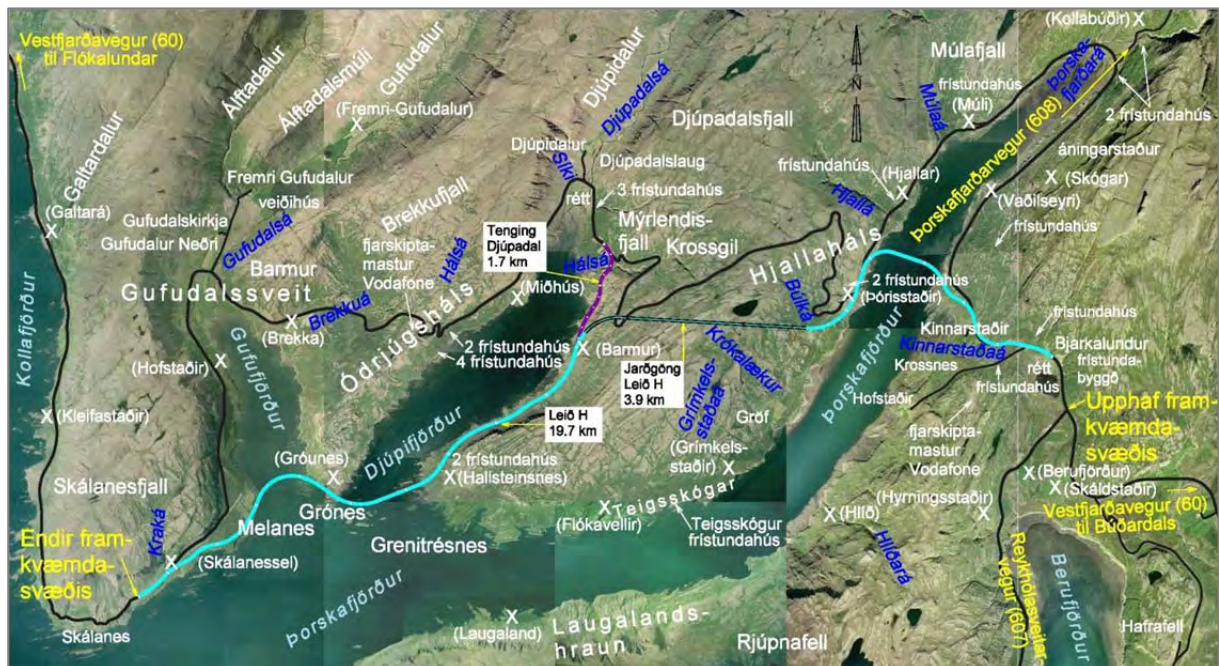 Vestfjarðavegur (60)
til Flókalundar
Galtardalur
(Galtará)
Álftadalur
Álftadalsmúli
Gufudalur
(Fremri-Gufudalur)
Fremri Gufudalur
veiðihús
Gufudalskirkja
Gufudalur Neðri
Gufudalsá
Barmur
Gufudalssveit
Brekkufjall
fjarskipta-
mastur
Vodafone
Hálsá
Brekkuá
(Brekka)
Ódrjúgsháls
(Hofstaðir)
Gufufjörður
Kollafjörður
(Kleifastaðir)
Skálanesfjall
Kraká
Endir fram-
kvæmda-
svæðis
(Skálanessel)
Skálanes
Melanes
(Gróunes)
Grónes
Djúpifjörður
Djúpidalur
Djúpadalsá
Djúpidalur
Síki
Djúpadalslaug
rétt
3 frístundahús
Tenging
Djúpadal
1.7 km
Mýrlendis-
fjall
Hálsá
(Miðhús)
2 frístundahús
4 frístundahús
(Barmur)
Leið H
19.7 km
2 frístundahús
(Hallsteinsnes)
Grenitrésnes
Þorskafjörður
(Laugaland)
Laugalands-
hraun
(Flókavellir)
Teigsskógar
Teigsskógur
frístundahús
Djúpadalsfjall
Krossgil
Hjallaháls
Hjallá
(Hjallar)
frístundahús
Múlaá
Múlafjall
frístundahús
(Múli)
Búlká
2 frístundahús
(Þórisstaðir)
Jarðgöng
Leið H
3.9 km
Krókalækur
Grímkels-
staðaá
Gröf
(Grímkels-
staðir)
Þorskafjörður
(Kollabúðir)
Þorska-
fjarðará
Þorskafjarðarvegur (608)
2 frístundahús
áningarstaður
(Skógar)
(Vaðilseyri)
frístundahús
Kinnarstaðir
Kinnarstaðaá
Krossnes
rétt
frístundahús
Hofstaðir
frístundahús
Bjarkalundur
frístunda-
byggð
Upphaf fram-
kvæmda-
svæðis
fjarskipta-
mastur
Vodafone
(Hyrningsstaðir)
(Hlíð)
Hlíðará
Rjúpnafell
(Berufjörður)
(Skáldstaðir)
Vestfjarðavegur (60)
til Búðardals
Reykhólasveitar
vegur (607)
Berufjörður
Hafrafell